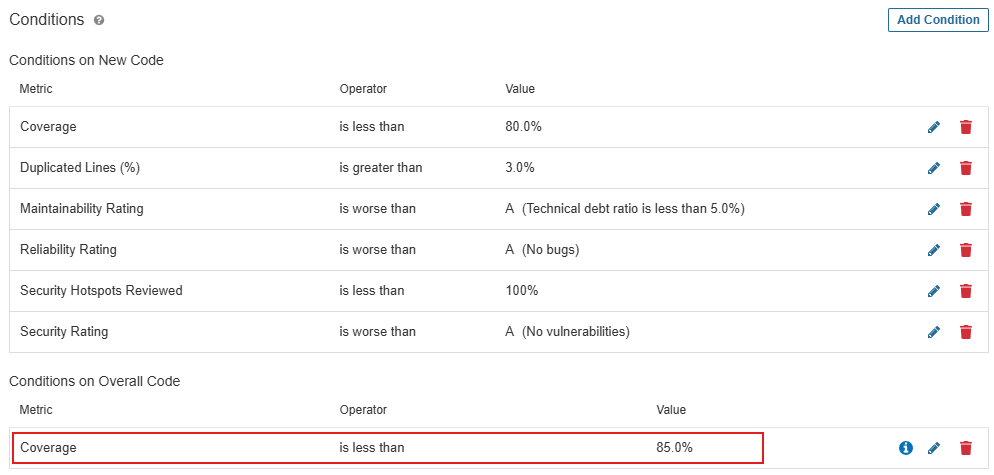 Conditions ?
Add Condition
Conditions on New Code
Metric Operator Value
Coverage is less than 80.0%
Duplicated Lines (%) is greater than 3.0%
Maintainability Rating is worse than A (Technical debt ratio is less than 5.0%)
Reliability Rating is worse than A (No bugs)
Security Hotspots Reviewed is less than 100%
Security Rating is worse than A (No vulnerabilities)
Conditions on Overall Code
Metric Operator Value
Coverage is less than 85.0%